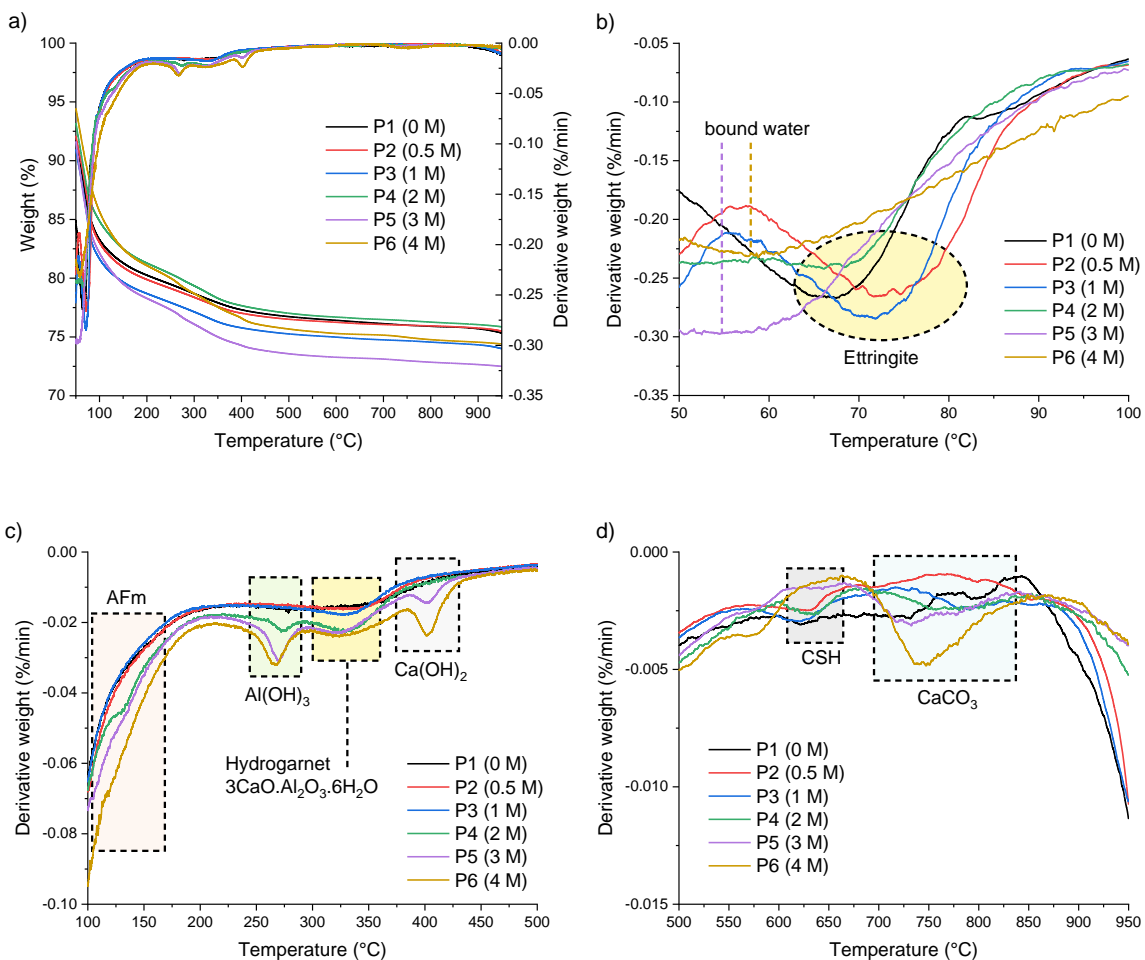 a)
100
95
90
85
80
75
70
Weight (%)
0.00
-0.05
-0.10
-0.15
-0.20
-0.25
-0.30
-0.35
Derivative weight (%/min)
P1 (0 M)
P2 (0.5 M)
P3 (1 M)
P4 (2 M)
P5 (3 M)
P6 (4 M)
100 200 300 400 500 600 700 800 900
Temperature (°C)
b)
-0.05
-0.10
-0.15
-0.20
-0.25
-0.30
-0.35
Derivative weight (%/min)
bound water
Ettringite
P1 (0 M)
P2 (0.5 M)
P3 (1 M)
P4 (2 M)
P5 (3 M)
P6 (4 M)
50 60 70 80 90 100
Temperature (°C)
c)
0.00
-0.02
-0.04
-0.06
-0.08
-0.10
Derivative weight (%/min)
AFm
Al(OH)₃
Ca(OH)₂
Hydrogarnet
3CaO.Al₂O₃.6H₂O
P1 (0 M)
P2 (0.5 M)
P3 (1 M)
P4 (2 M)
P5 (3 M)
P6 (4 M)
100 150 200 250 300 350 400 450 500
Temperature (°C)
d)
0.000
-0.005
-0.010
-0.015
Derivative weight (%/min)
CSH
CaCO₃
P1 (0 M)
P2 (0.5 M)
P3 (1 M)
P4 (2 M)
P5 (3 M)
P6 (4 M)
500 550 600 650 700 750 800 850 900 950
Temperature (°C)